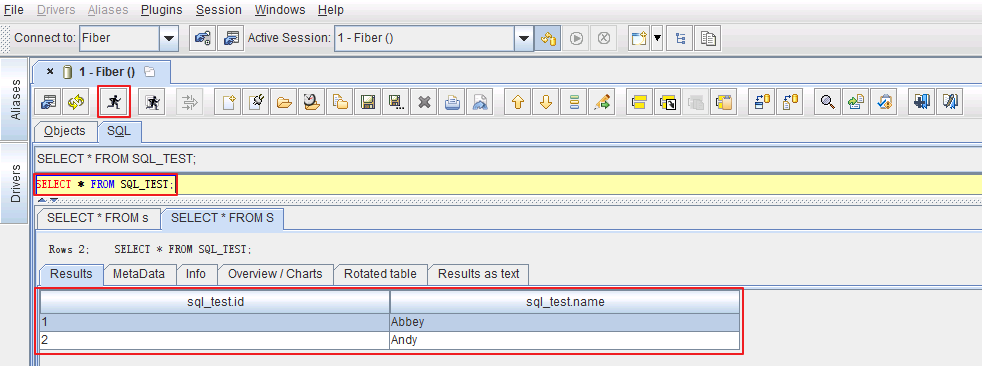 File Drivers Aliases Plugins Session Windows Help
Connect to: Fiber Active Session: 1 - Fiber ()
Aliases
Drivers
1 - Fiber ()
Objects SQL
SELECT * FROM SQL_TEST;
SELECT * FROM SQL_TEST;
SELECT * FROM s SELECT * FROM S
Rows 2; SELECT * FROM SQL_TEST;
Results MetaData Info Overview / Charts Rotated table Results as text
sql_test.id sql_test.name
1 Abbey
2 Andy